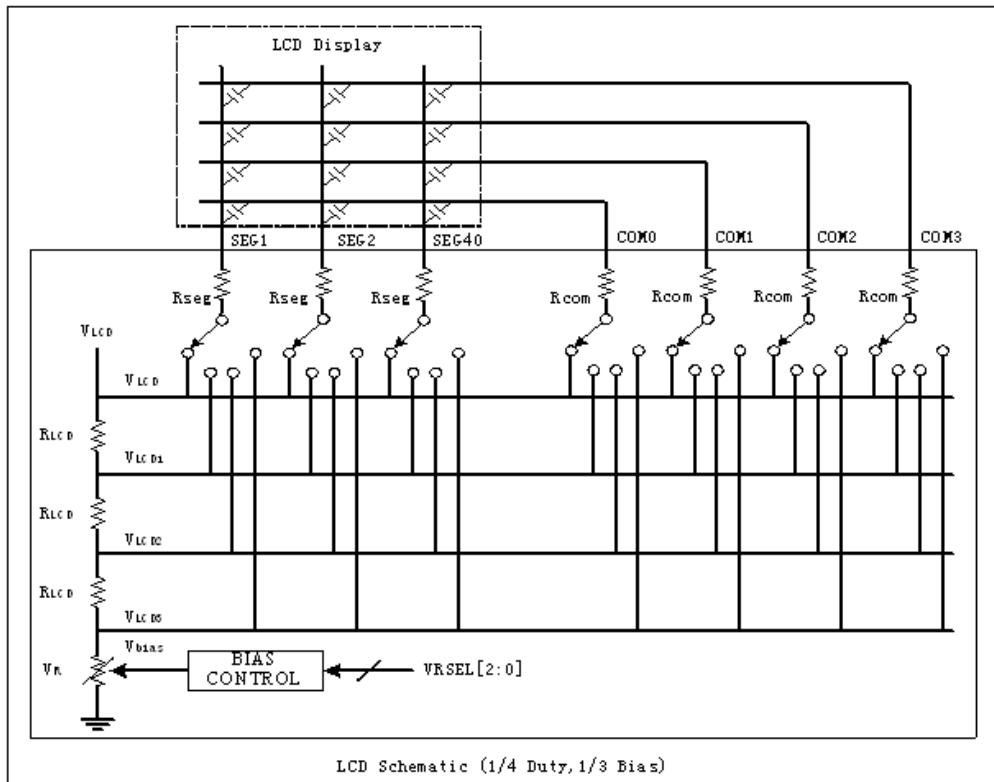 LCD Display
SEG1 SEG2 SEG40 COM0 COM1 COM2 COM3
Rseg Rseg Rseg Rcom Rcom Rcom Rcom
VLCD
VLCD
RLCD
VLCD1
RLCD
VLCD2
RLCD
VLCD3
Vbias
VR BIAS CONTROL VRSEL[2:0]
LCD Schematic (1/4 Duty,1/3 Bias)